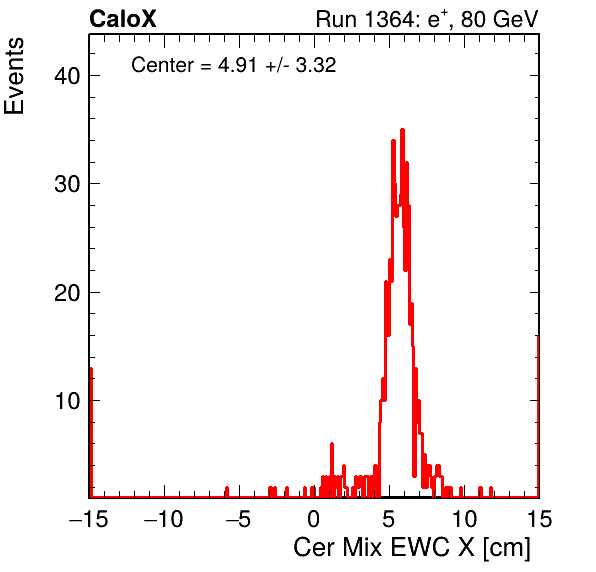 CaloX
Run 1364: e⁺, 80 GeV
Events
Center = 4.91 +/- 3.32
40
30
20
10
−15 −10 −5 0 5 10 15
Cer Mix EWC X [cm]